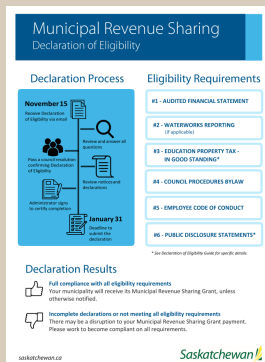 Municipal Revenue Sharing
Declaration of Eligibility
Declaration Process
November 15
Receive Declaration
of Eligibility via email
Review and answer all
questions
Pass a council resolution
confirming Declaration
of Eligibility
Review notices and
declarations
Administrator signs
to certify completion
January 31
Deadline to
submit the
declaration
Eligibility Requirements
#1 - AUDITED FINANCIAL STATEMENT
#2 - WATERWORKS REPORTING
(if applicable)
#3 - EDUCATION PROPERTY TAX -
IN GOOD STANDING*
#4 - COUNCIL PROCEDURES BYLAW
#5 - EMPLOYEE CODE OF CONDUCT
#6 - PUBLIC DISCLOSURE STATEMENTS*
* See Declaration of Eligibility Guide for specific details.
Declaration Results
Full compliance with all eligibility requirements
Your municipality will receive its Municipal Revenue Sharing Grant, unless
otherwise notified.
Incomplete declarations or not meeting all eligibility requirements
There may be a disruption to your Municipal Revenue Sharing Grant payment.
Please work to become compliant on all requirements.
saskatchewan.ca
Saskatchewan